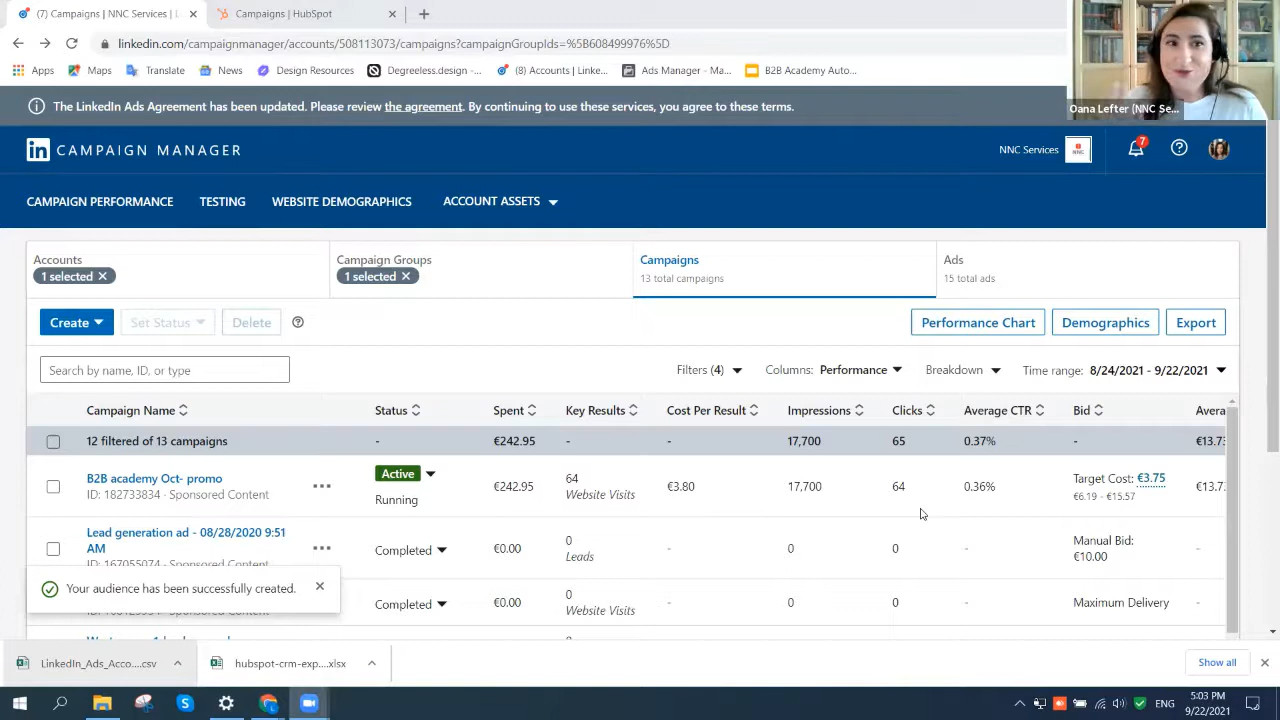 (7) Campaigns | NNC Services | L
Campaigns | HubSpot
linkedin.com/campaignmanager/accounts/508113073/campaigns?campaignGroupIds=%5B608499976%5D
Apps
Maps
Translate
News
Design Resources
Degreeless.design -...
(8) Accounts | Linke...
Ads Manager - Ma...
B2B Academy Auto...
Oana Lefter (NNC Se...
The LinkedIn Ads Agreement has been updated. Please review the agreement. By continuing to use these services, you agree to these terms.
in CAMPAIGN MANAGER
NNC Services
NNC
7
CAMPAIGN PERFORMANCE
TESTING
WEBSITE DEMOGRAPHICS
ACCOUNT ASSETS
Accounts
1 selected
Campaign Groups
1 selected
Campaigns
13 total campaigns
Ads
15 total ads
Create
Set Status
Delete
Performance Chart
Demographics
Export
Search by name, ID, or type
Filters (4)
Columns: Performance
Breakdown
Time range: 8/24/2021 - 9/22/2021
Campaign Name
Status
Spent
Key Results
Cost Per Result
Impressions
Clicks
Average CTR
Bid
Avera
12 filtered of 13 campaigns
-
€242.95
-
-
17,700
65
0.37%
-
€13.73
B2B academy Oct- promo
ID: 182733834 · Sponsored Content
Active
Running
€242.95
64
Website Visits
€3.80
17,700
64
0.36%
Target Cost: €3.75
€6.19 - €15.57
€13.7
Lead generation ad - 08/28/2020 9:51
AM
ID: 167055074 · Sponsored Content
Completed
€0.00
0
Leads
-
0
0
-
Manual Bid:
€10.00
-
Your audience has been successfully created.
Completed
€0.00
0
Website Visits
-
0
0
-
Maximum Delivery
-
LinkedIn_Ads_Acco....csv
hubspot-crm-exp....xlsx
Show all
ENG
5:03 PM
9/22/2021